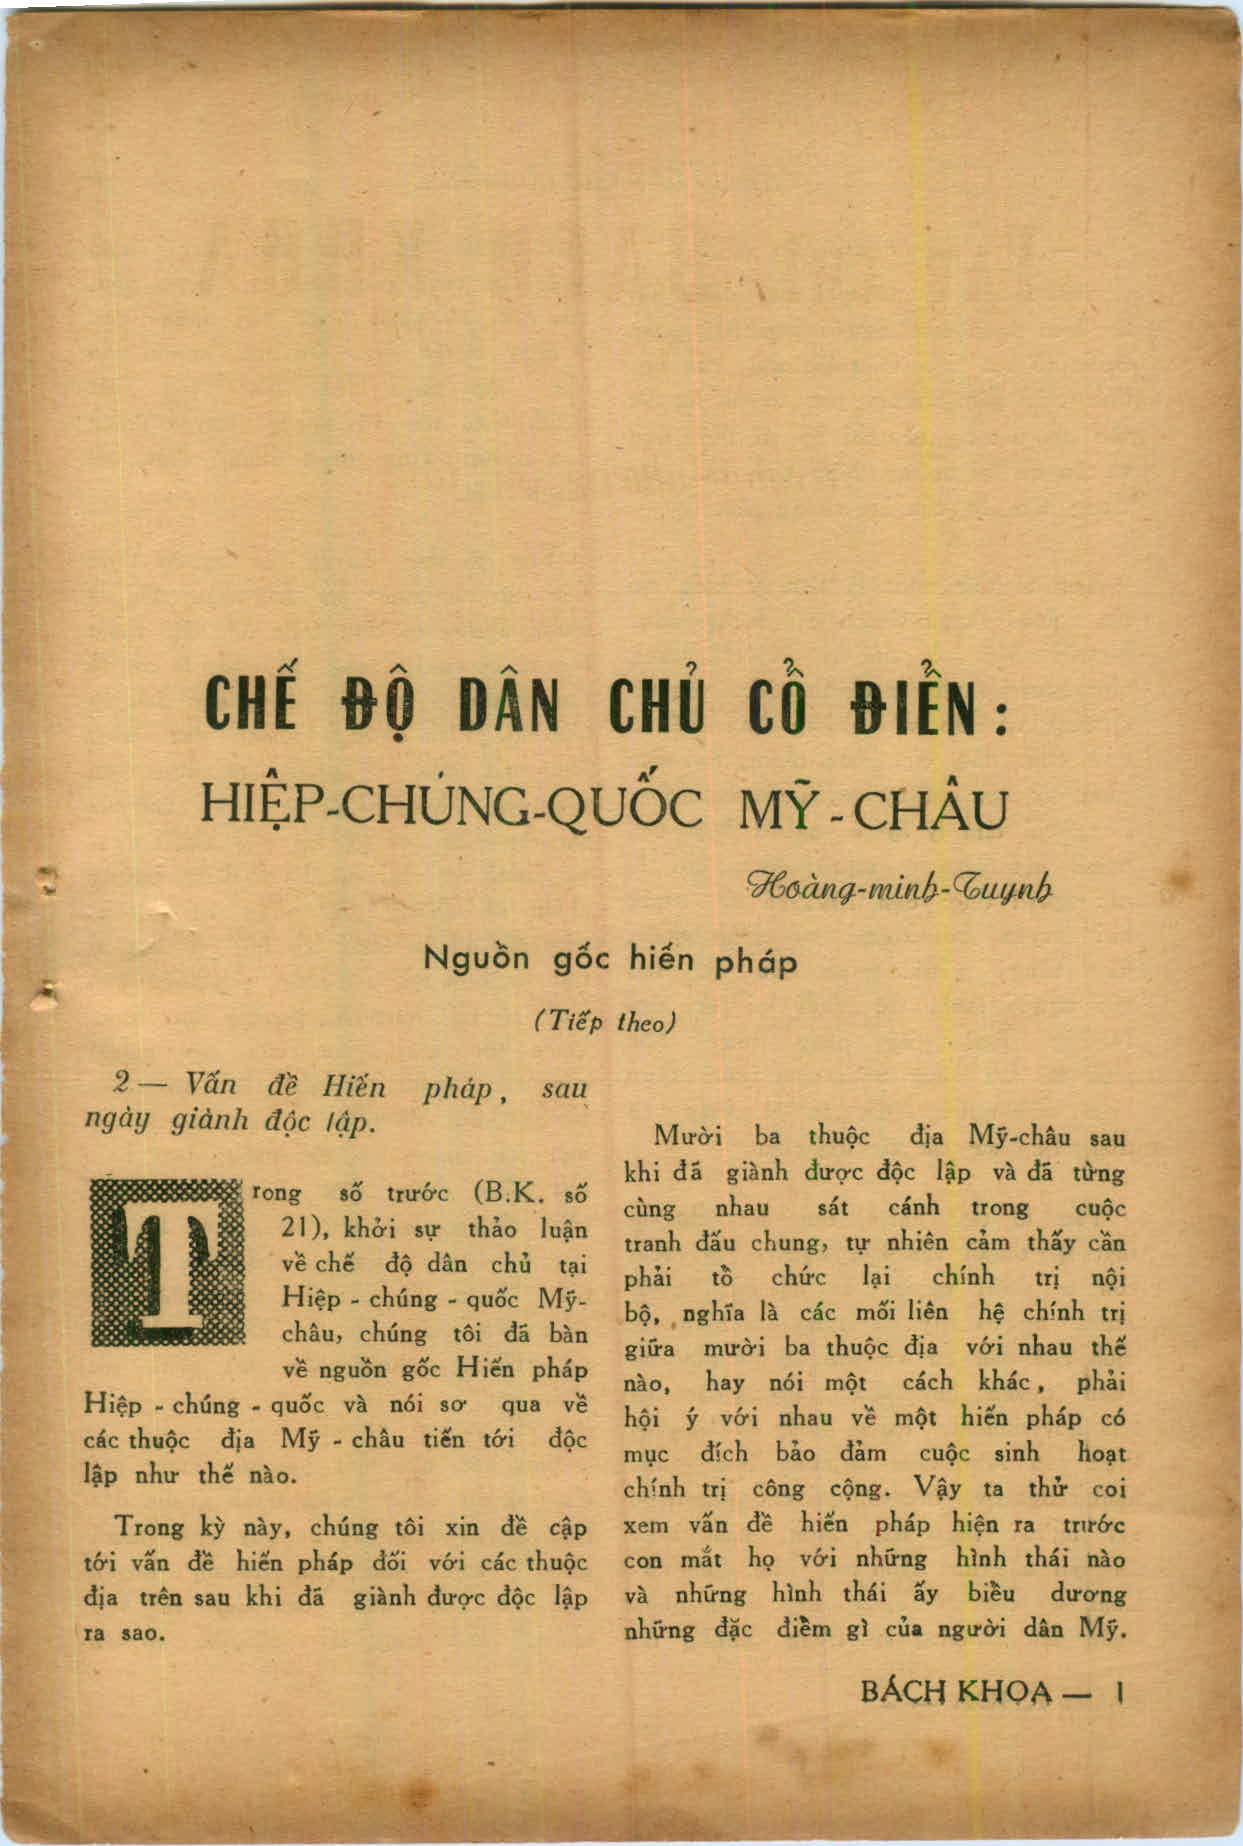 CHẾ ĐỘ DÂN CHỦ CỔ ĐIỂN:
HIỆP-CHÚNG-QUỐC MỸ-CHÂU
Hoàng-minh-Tuynh
Nguồn gốc hiến pháp
(Tiếp theo)
2 — Vấn đề Hiến pháp, sau
ngày giành độc lập.
Trong số trước (B.K. số
21), khởi sự thảo luận
về chế độ dân chủ tại
Hiệp - chúng - quốc Mỹ-
châu, chúng tôi đã bàn
về nguồn gốc Hiến pháp
Hiệp - chúng - quốc và nói sơ qua về
các thuộc địa Mỹ - châu tiến tới độc
lập như thế nào.
Trong kỳ này, chúng tôi xin đề cập
tới vấn đề hiến pháp đối với các thuộc
địa trên sau khi đã giành được độc lập
ra sao.
Mười ba thuộc địa Mỹ-châu sau
khi đã giành được độc lập và đã từng
cùng nhau sát cánh trong cuộc
tranh đấu chung, tự nhiên cảm thấy cần
phải tổ chức lại chính trị nội
bộ, nghĩa là các mối liên hệ chính trị
giữa mười ba thuộc địa với nhau thế
nào, hay nói một cách khác, phải
hội ý với nhau về một hiến pháp có
mục đích bảo đảm cuộc sinh hoạt
chính trị công cộng. Vậy ta thử coi
xem vấn đề hiến pháp hiện ra trước
con mắt họ với những hình thái nào
và những hình thái ấy biểu dương
những đặc điểm gì của người dân Mỹ.
BÁCH KHOA — 1